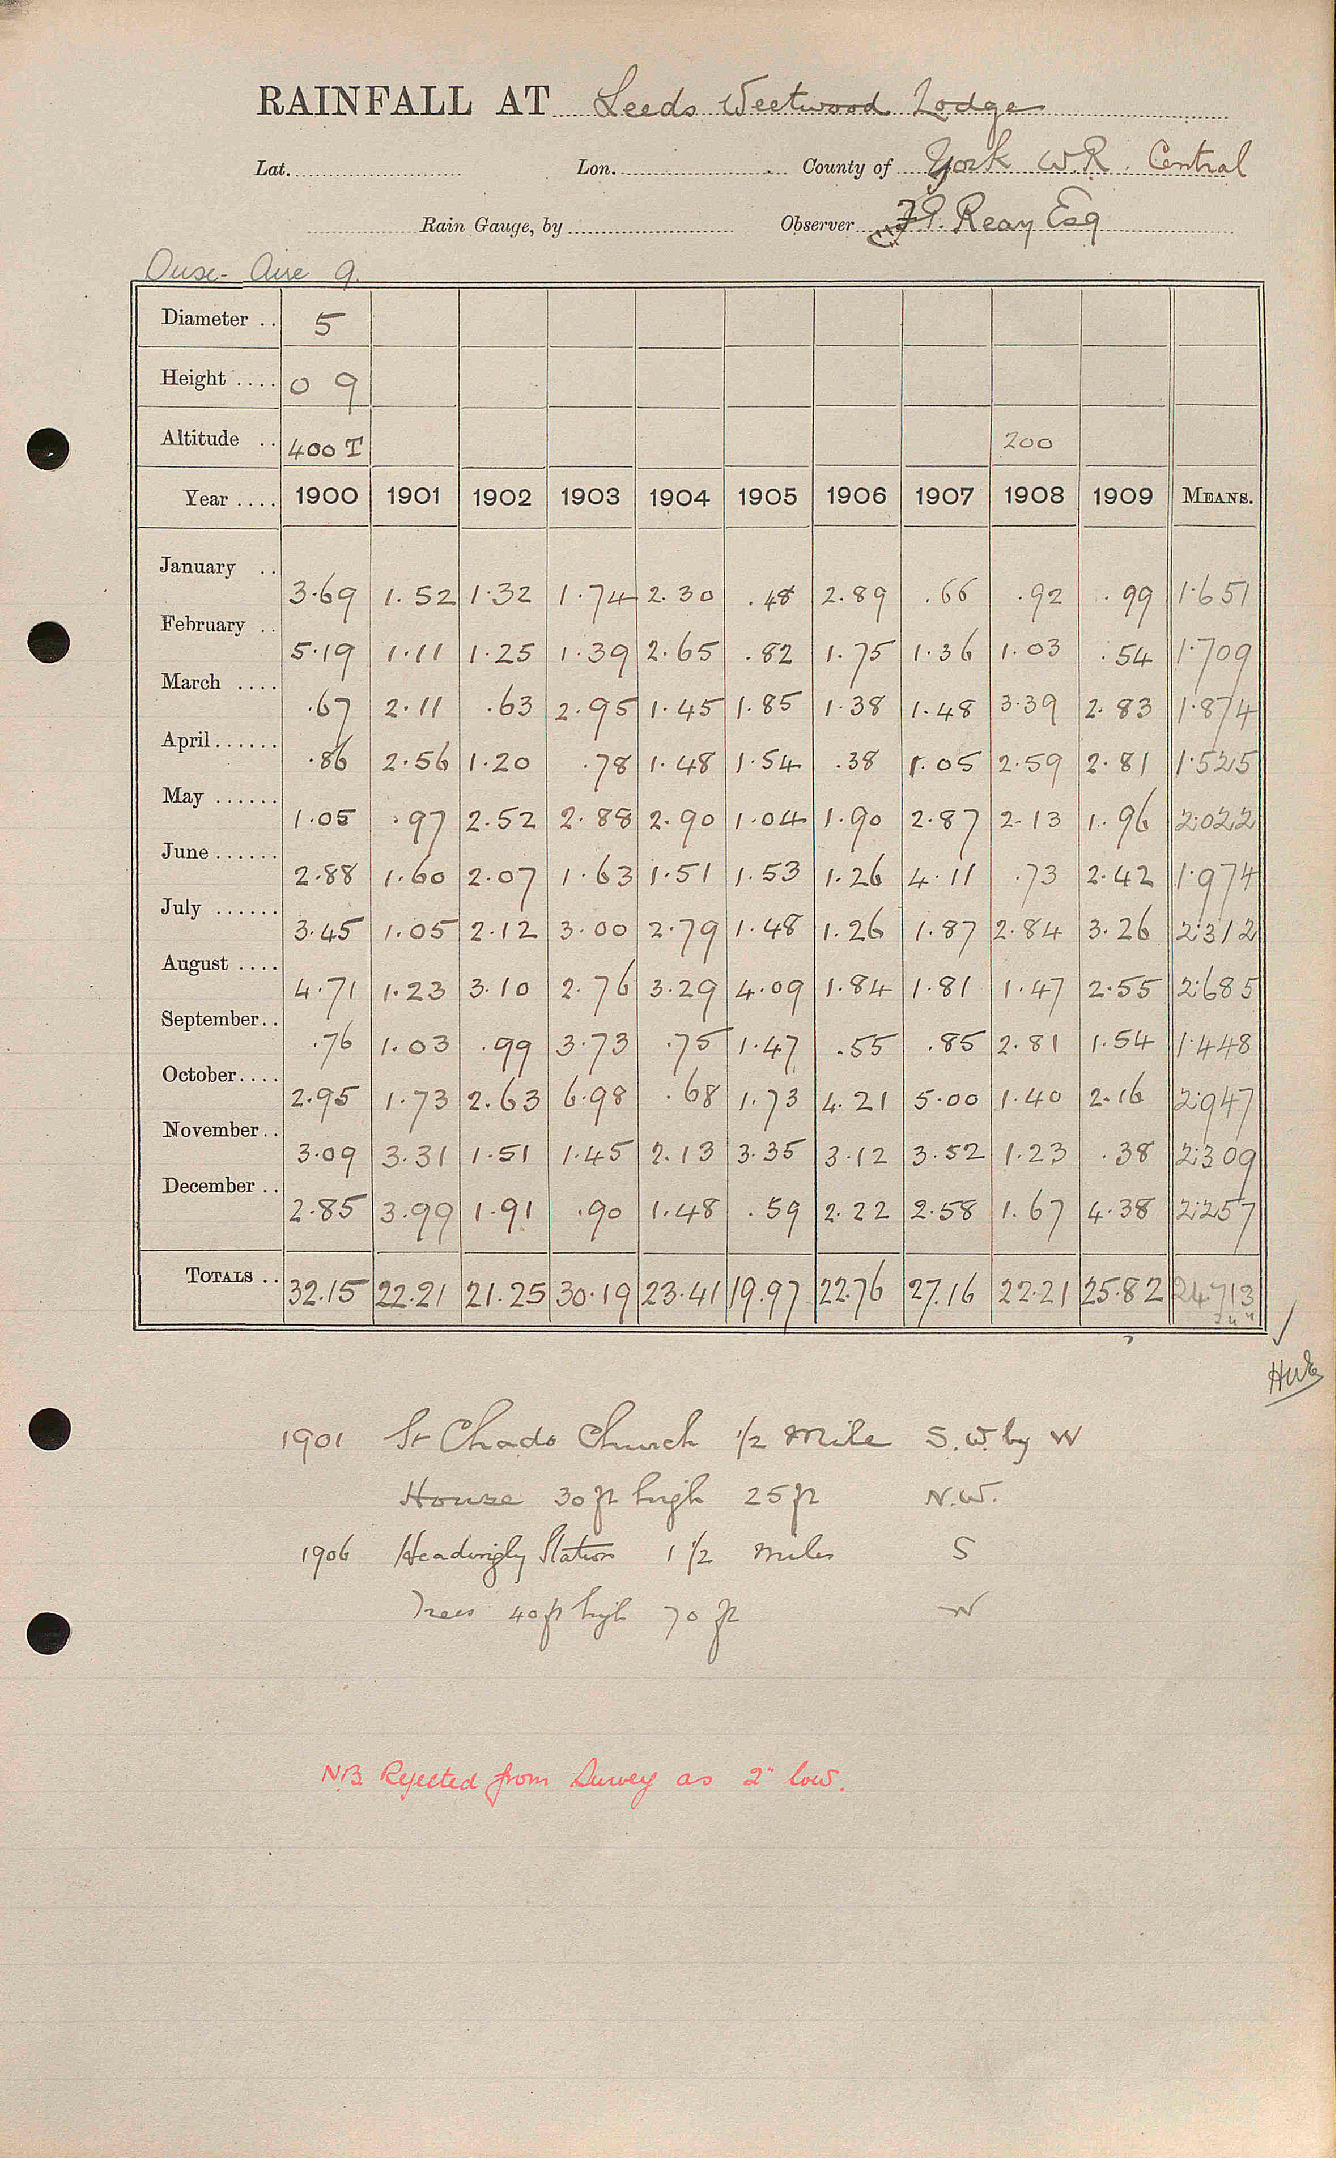 RAINFALL AT Leeds Weetwood Lodge
Lat. Lon. County of York W.R. Central
Rain Gauge, by Observer Reay Esq
Ouse-Aire 9.
Diameter .. 5
Height .... 0 9
Altitude .. 400 T 200
Year .... 1900 1901 1902 1903 1904 1905 1906 1907 1908 1909 MEANS.
January .. 3.69 1.52 1.32 1.74 2.30 .48 2.89 .66 .92 .99 1.651
February .. 5.19 1.11 1.25 1.39 2.65 .82 1.75 1.36 1.03 .54 1.709
March .... .67 2.11 .63 2.95 1.45 1.85 1.38 1.48 3.39 2.83 1.874
April...... .86 2.56 1.20 .78 1.48 1.54 .38 1.05 2.59 2.81 1.525
May ...... 1.05 .97 2.52 2.88 2.90 1.04 1.90 2.87 2.13 1.96 2.022
June...... 2.88 1.60 2.07 1.63 1.51 1.53 1.26 4.11 .73 2.42 1.974
July ...... 3.45 1.05 2.12 3.00 2.79 1.48 1.26 1.87 2.84 3.26 2.312
August .... 4.71 1.23 3.10 2.76 3.29 4.09 1.84 1.81 1.47 2.55 2.685
September.. .76 1.03 .99 3.73 .75 1.47 .55 .85 2.81 1.54 1.448
October.... 2.95 1.73 2.63 6.98 .68 1.73 4.21 5.00 1.40 2.16 2.947
November.. 3.09 3.31 1.51 1.45 2.13 3.35 3.12 3.52 1.23 .38 2.309
December .. 2.85 3.99 1.91 .90 1.48 .59 2.22 2.58 1.67 4.38 2.257
TOTALS .. 32.15 22.21 21.25 30.19 23.41 19.97 22.76 27.16 22.21 25.82 24.713
1901 St Chads Church 1/2 Mile S.W. by W
House 30 ft high 25 ft N.W.
1906 Headingly Station 1 1/2 miles S
Trees 40 ft high 70 ft W
N.B. Rejected from Survey as 2" low.